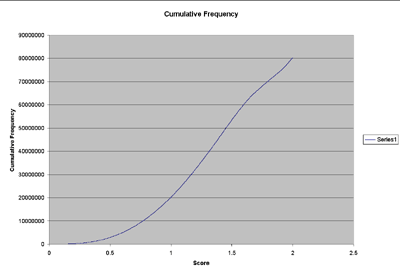 Cumulative Frequency
90000000
80000000
70000000
60000000
50000000
40000000
30000000
20000000
10000000
0
Cumulative Frequency
0 0.5 1 1.5 2 2.5
Score
Series1